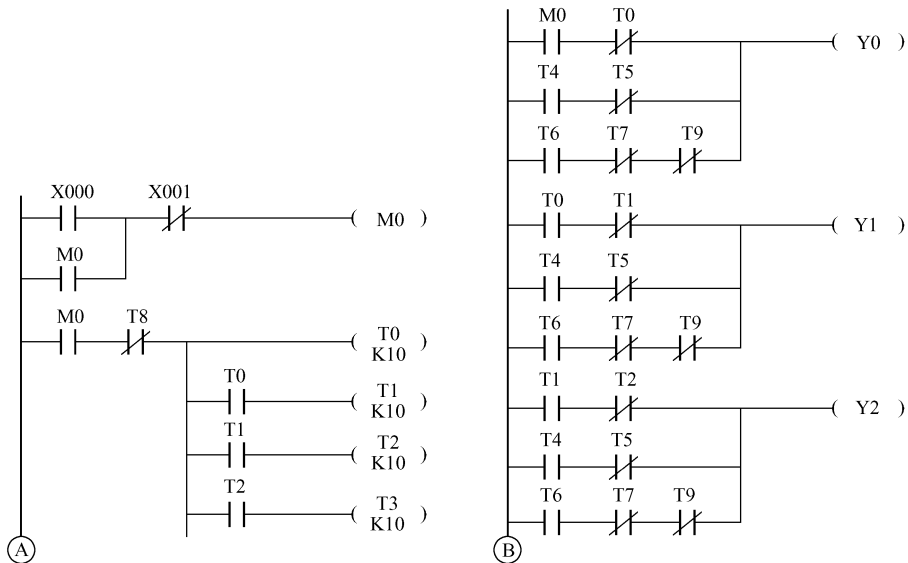 X000 X001
( M0 )
M0
M0 T8
( T0 K10 )
T0
( T1 K10 )
T1
( T2 K10 )
T2
( T3 K10 )
A
M0 T0
( Y0 )
T4 T5
T6 T7 T9
T0 T1
( Y1 )
T4 T5
T6 T7 T9
T1 T2
( Y2 )
T4 T5
T6 T7 T9
B